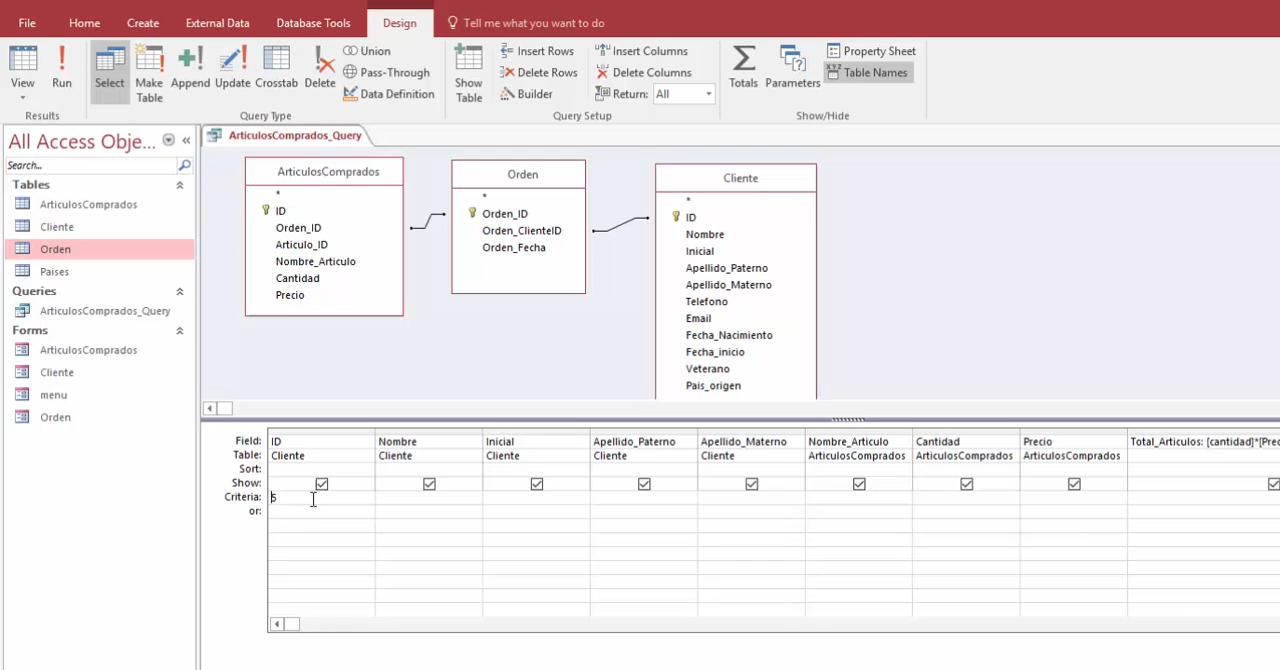 File Home Create External Data Database Tools Design Tell me what you want to do
View Run Select Make Table Append Update Crosstab Delete
Union
Pass-Through
Data Definition
Show Table
Insert Rows
Delete Rows
Builder
Insert Columns
Delete Columns
Return: All
Totals Parameters
Property Sheet
XYZ Table Names
Results Query Type Query Setup Show/Hide
All Access Obje... «
Search...
Tables
ArticulosComprados
Cliente
Orden
Paises
Queries
ArticulosComprados_Query
Forms
ArticulosComprados
Cliente
menu
Orden
ArticulosComprados_Query
ArticulosComprados
*
ID
Orden_ID
Articulo_ID
Nombre_Articulo
Cantidad
Precio
Orden
*
Orden_ID
Orden_ClienteID
Orden_Fecha
Cliente
*
ID
Nombre
Inicial
Apellido_Paterno
Apellido_Materno
Telefono
Email
Fecha_Nacimiento
Fecha_inicio
Veterano
Pais_origen
Field: ID Nombre Inicial Apellido_Paterno Apellido_Materno Nombre_Articulo Cantidad Precio Total_Articulos: [cantidad]*[Prec
Table: Cliente Cliente Cliente Cliente Cliente ArticulosComprados ArticulosComprados ArticulosComprados
Sort:
Show:
Criteria: 5
or: